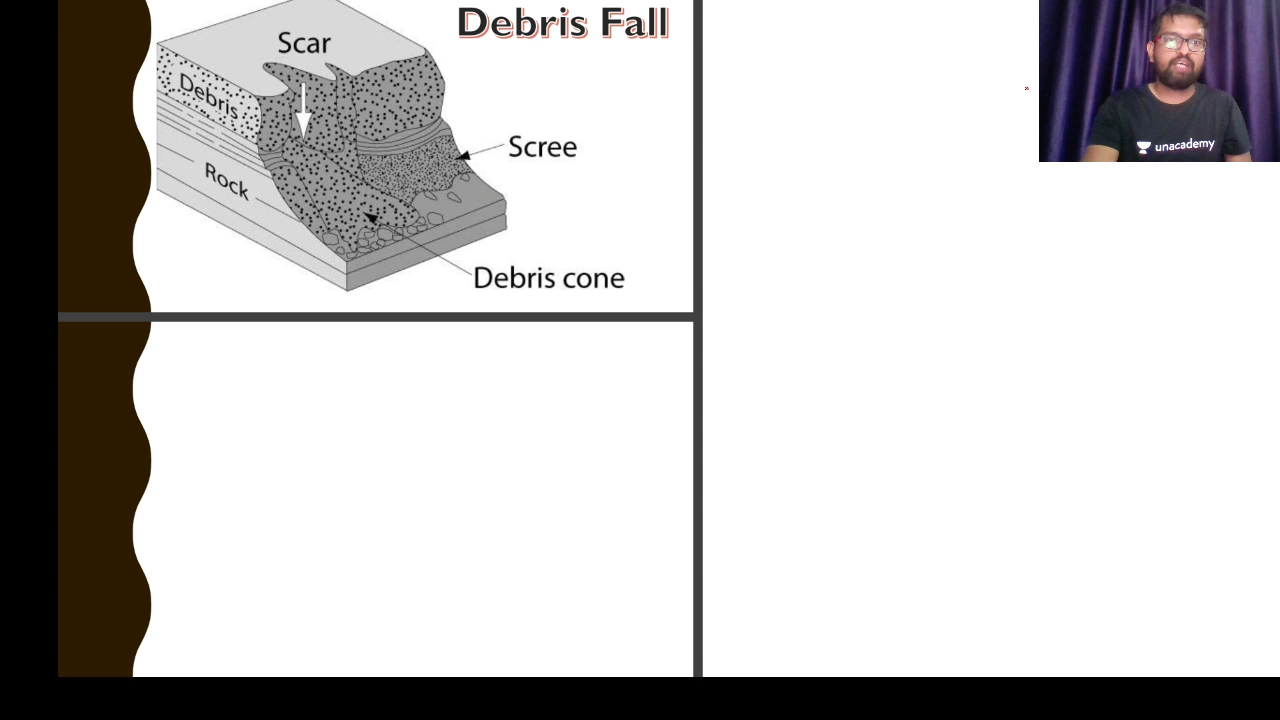 Debris Fall
Scar
Debris
Scree
Rock
Debris cone
unacademy